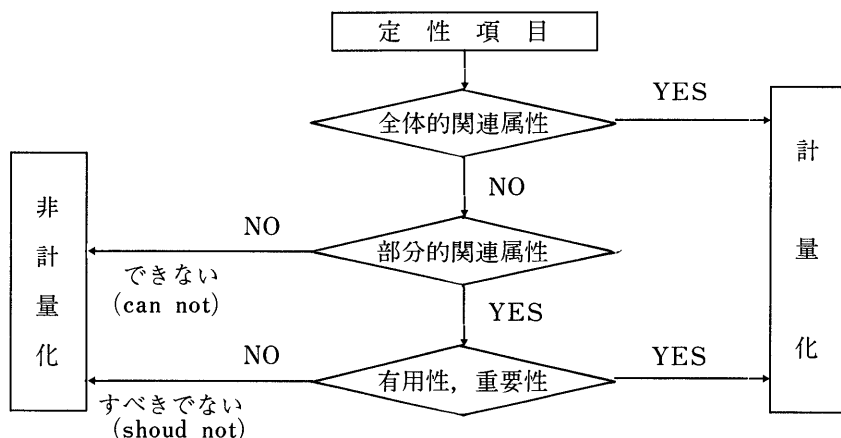 定性項目
全体的関連属性
YES
NO
部分的関連属性
NO
できない
(can not)
YES
有用性，重要性
NO
すべきでない
(shoud not)
YES
非計量化
計量化